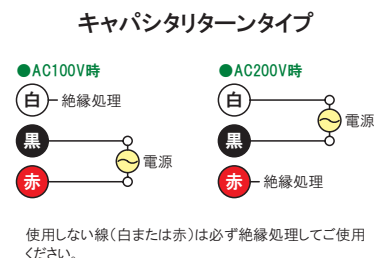 キャパシタリターンタイプ
●AC100V時
白 絶縁処理
黒
電源
赤
●AC200V時
白
電源
黒
赤 絶縁処理
使用しない線(白または赤)は必ず絶縁処理してご使用
ください。